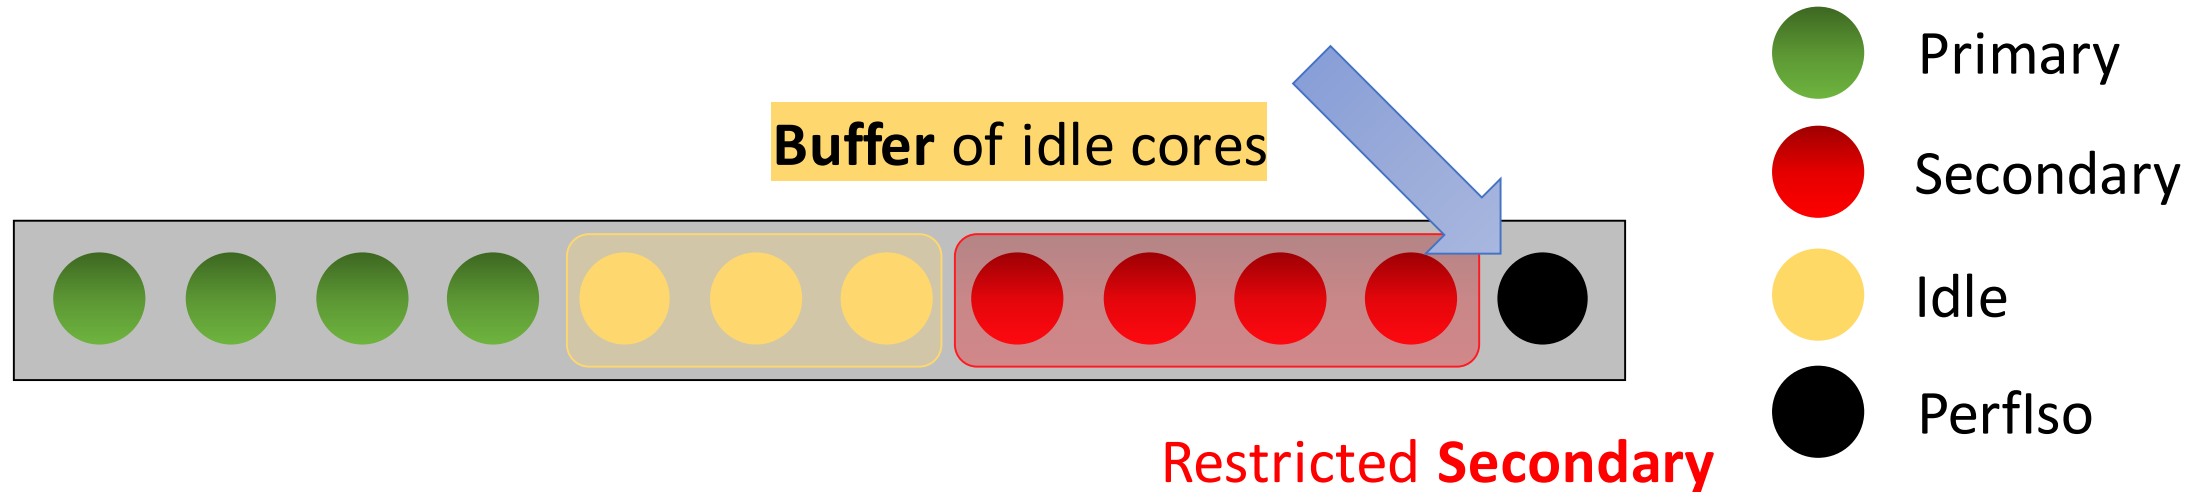 Buffer of idle cores
Restricted Secondary
Primary
Secondary
Idle
PerfIso